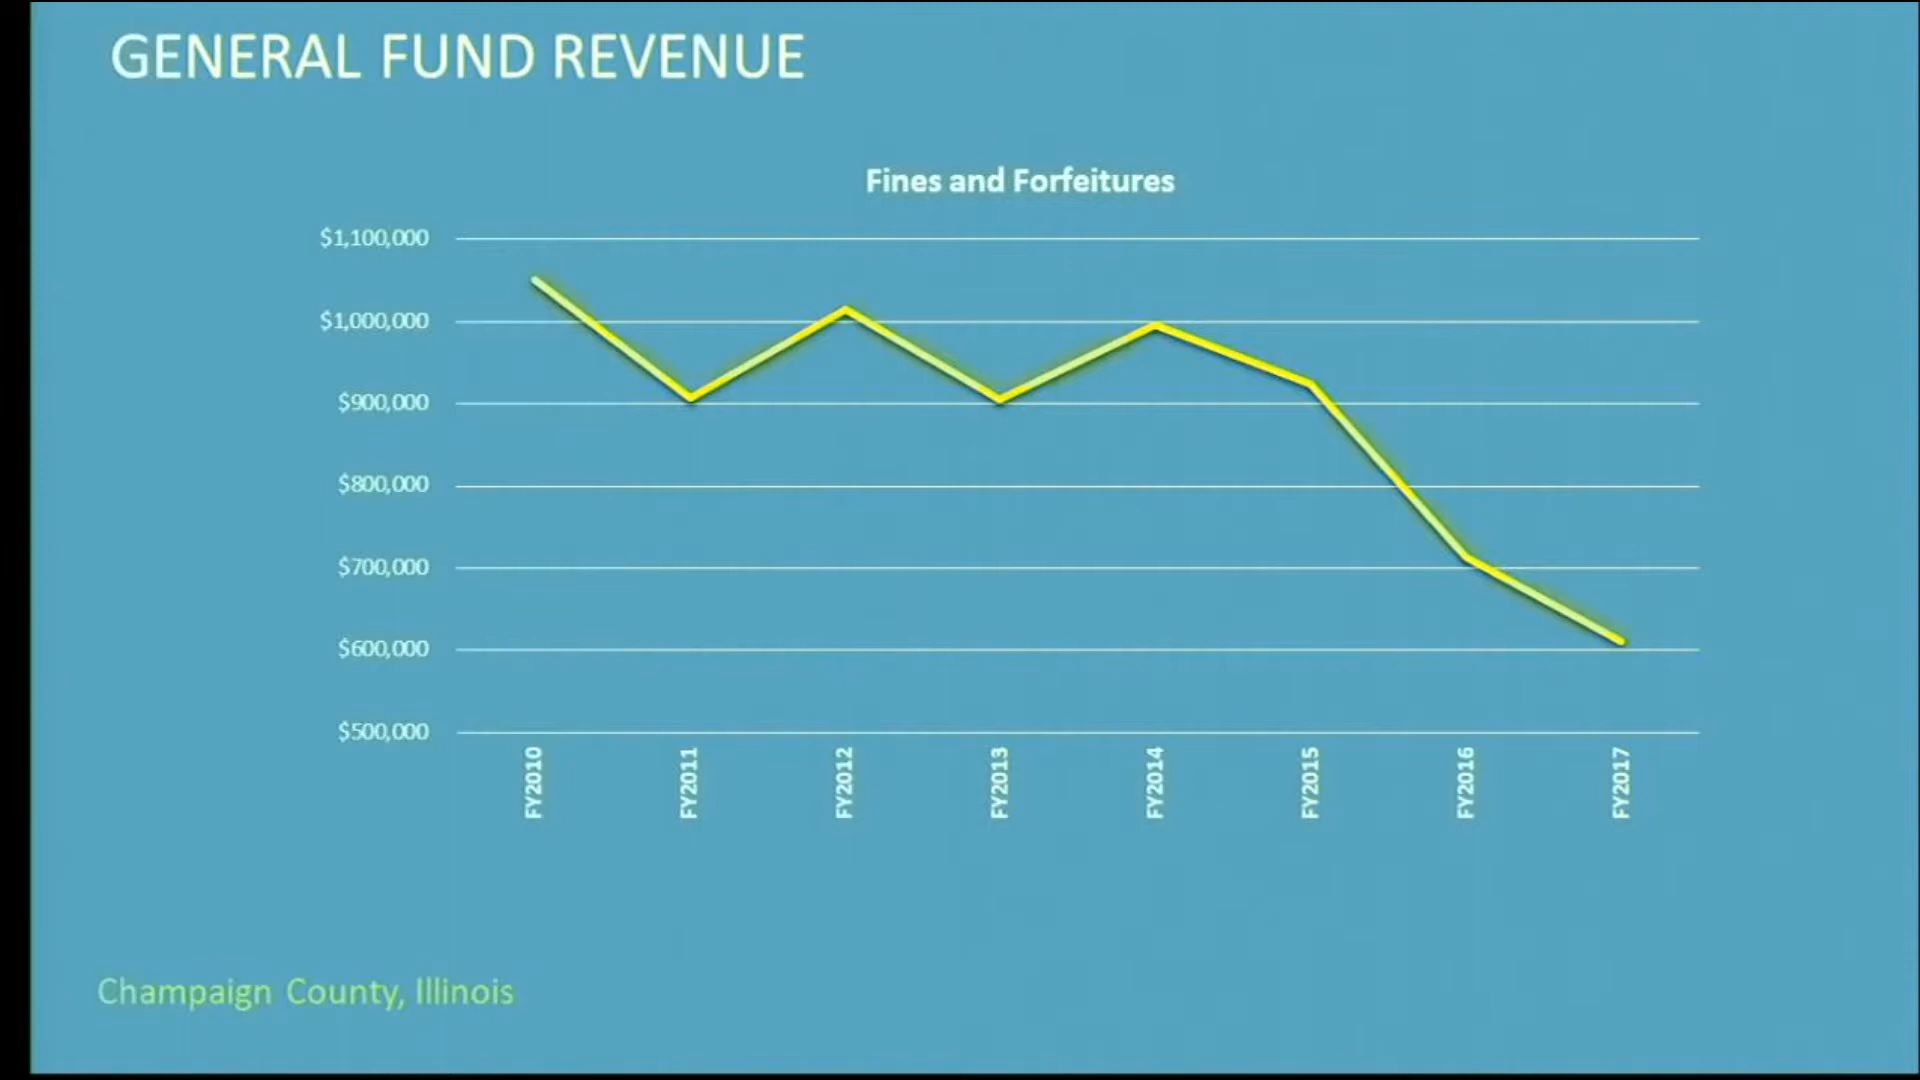 GENERAL FUND REVENUE
Fines and Forfeitures
$1,100,000
$1,000,000
$900,000
$800,000
$700,000
$600,000
$500,000
FY2010
FY2011
FY2012
FY2013
FY2014
FY2015
FY2016
FY2017
Champaign County, Illinois